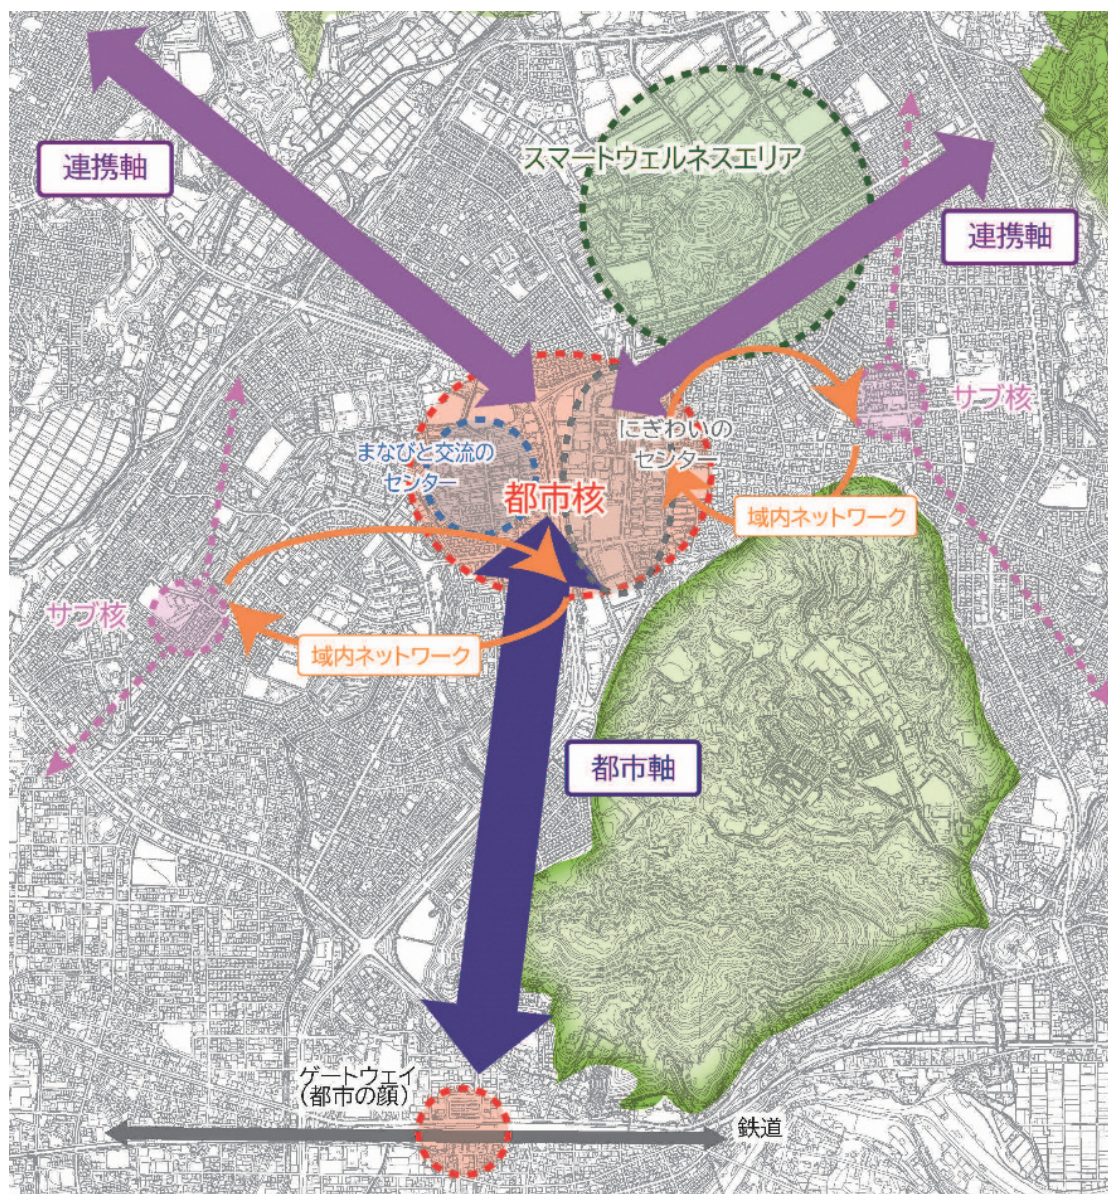 スマートウェルネスエリア
連携軸
連携軸
サブ核
サブ核
にぎわいの
センター
まなびと交流の
センター
都市核
域内ネットワーク
域内ネットワーク
都市軸
ゲートウェイ
(都市の顔)
鉄道